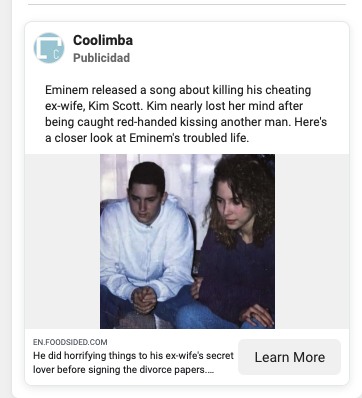 Coolimba
Publicidad
Eminem released a song about killing his cheating
ex-wife, Kim Scott. Kim nearly lost her mind after
being caught red-handed kissing another man. Here's
a closer look at Eminem's troubled life.
EN.FOODSIDED.COM
He did horrifying things to his ex-wife's secret
lover before signing the divorce papers....
Learn More